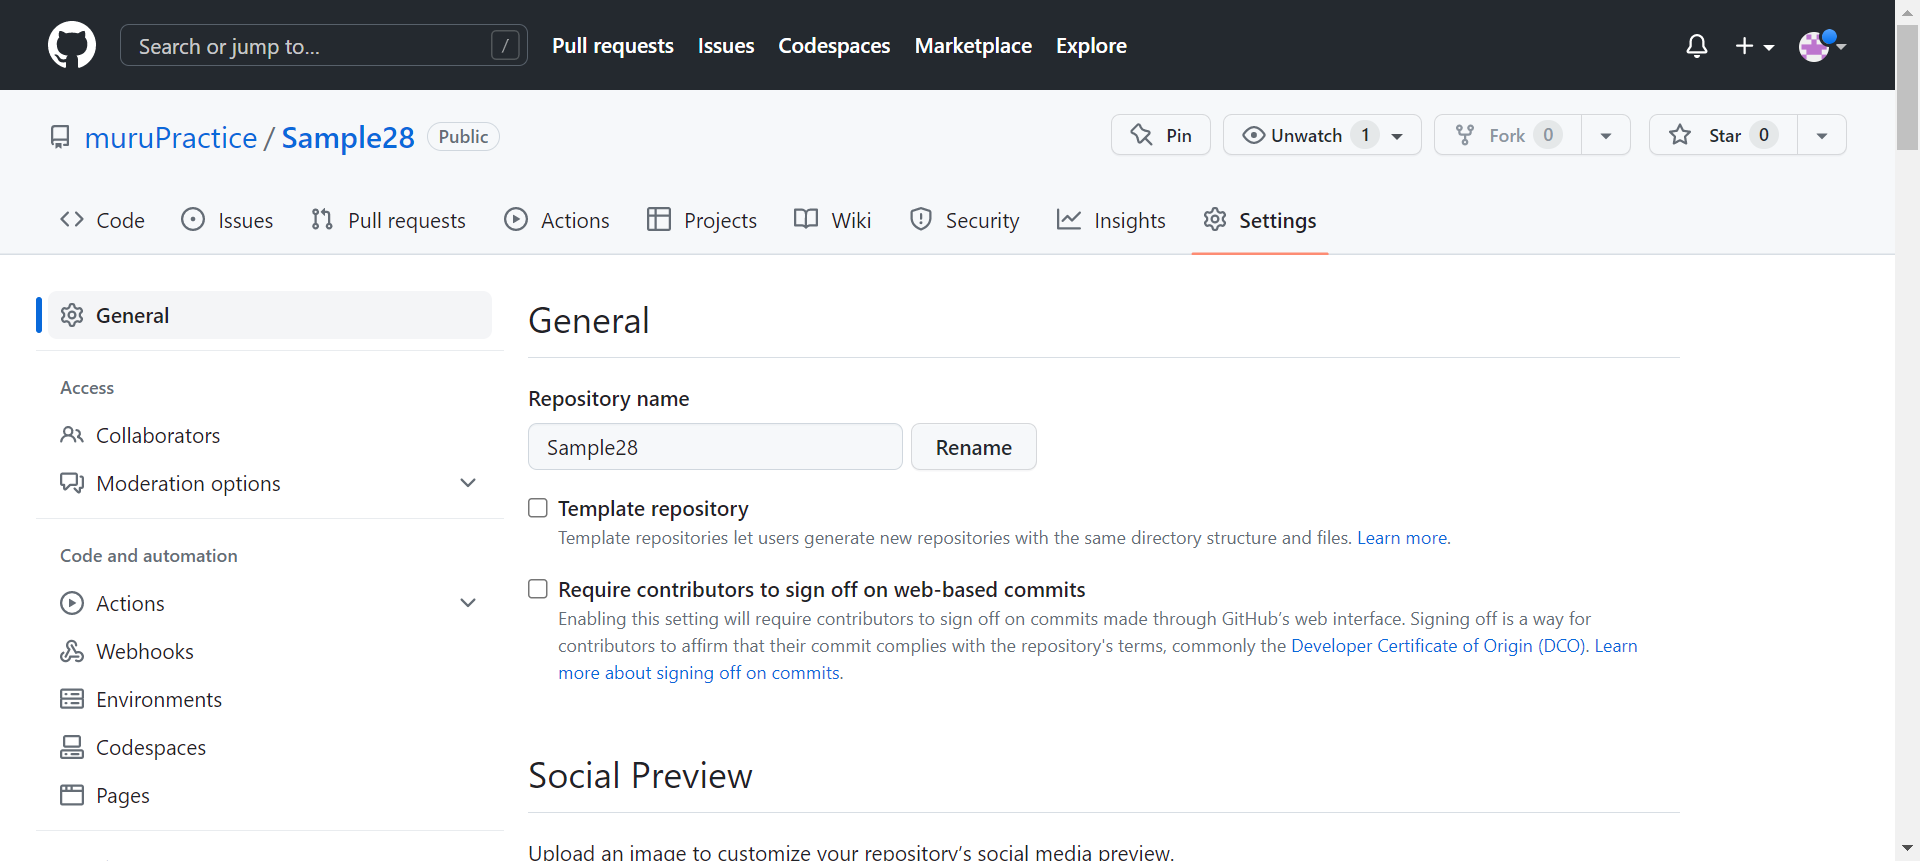 Search or jump to... /
Pull requests Issues Codespaces Marketplace Explore
muruPractice / Sample28 Public
Pin Unwatch 1 Fork 0 Star 0
Code Issues Pull requests Actions Projects Wiki Security Insights Settings
General
Access
Collaborators
Moderation options
Code and automation
Actions
Webhooks
Environments
Codespaces
Pages
General
Repository name
Sample28 Rename
Template repository
Template repositories let users generate new repositories with the same directory structure and files. Learn more.
Require contributors to sign off on web-based commits
Enabling this setting will require contributors to sign off on commits made through GitHub’s web interface. Signing off is a way for
contributors to affirm that their commit complies with the repository's terms, commonly the Developer Certificate of Origin (DCO). Learn
more about signing off on commits.
Social Preview
Upload an image to customize your repository’s social media preview.